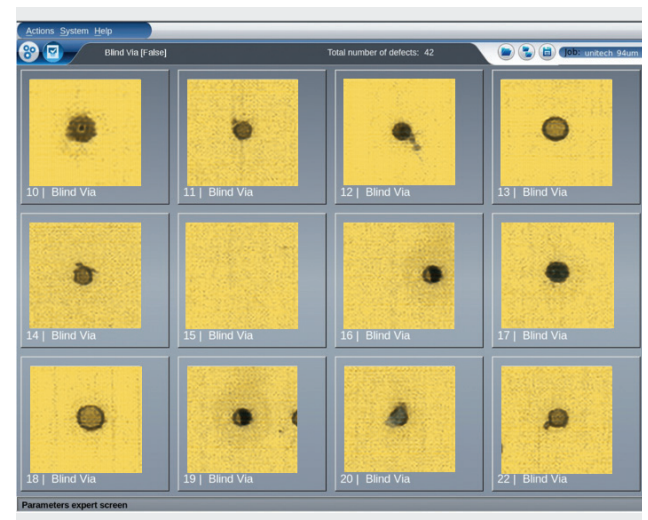 Actions System Help
Blind Via [False] Total number of defects: 42 job: unitech 94um
10 | Blind Via 11 | Blind Via 12 | Blind Via 13 | Blind Via
14 | Blind Via 15 | Blind Via 16 | Blind Via 17 | Blind Via
18 | Blind Via 19 | Blind Via 20 | Blind Via 22 | Blind Via
Parameters expert screen